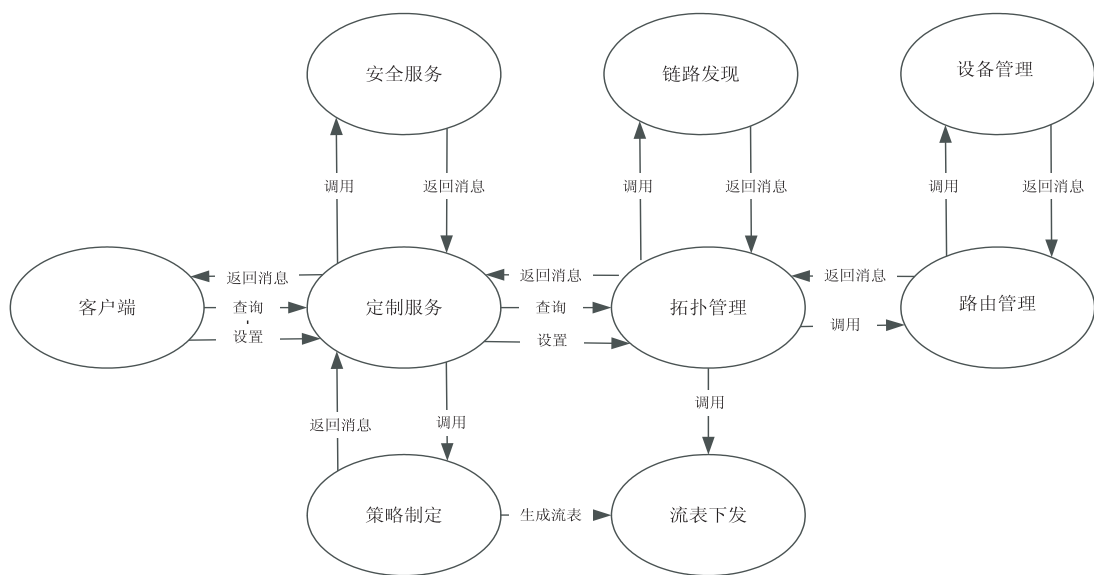 安全服务
链路发现
设备管理
调用
返回消息
调用
返回消息
调用
返回消息
返回消息
返回消息
返回消息
客户端
查询
定制服务
查询
拓扑管理
路由管理
设置
设置
调用
返回消息
调用
调用
策略制定
生成流表
流表下发